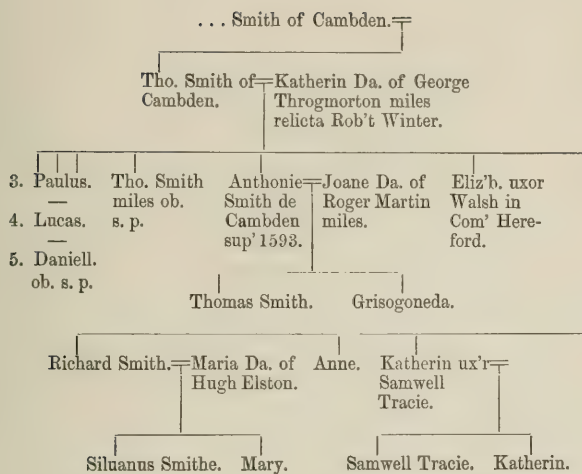 ... Smith of Cambden.
Tho. Smith of Cambden.
Katherin Da. of George
Throgmorton miles
relicta Rob't Winter.
3. Paulus.
4. Lucas.
5. Daniell.
ob. s. p.
Tho. Smith
miles ob.
s. p.
Anthonie
Smith de
Cambden
sup' 1593.
Joane Da. of
Roger Martin
miles.
Eliz'b. uxor
Walsh in
Com' Here-
ford.
Thomas Smith. Grisogoneda.
Richard Smith.
Maria Da. of
Hugh Elston.
Anne.
Katherin ux'r
Samwell
Tracie.
Siluanus Smithe. Mary. Samwell Tracie. Katherin.